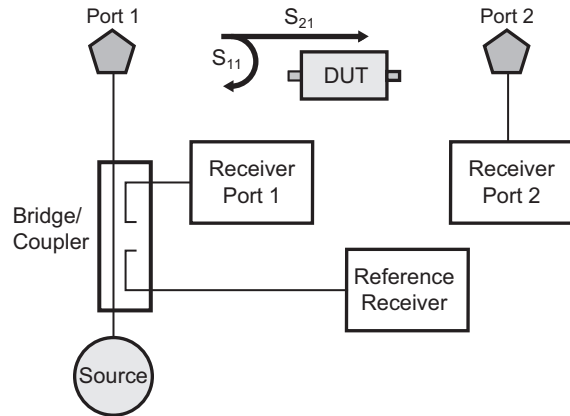 Port 1
S21
Port 2
S11
DUT
Receiver
Port 1
Receiver
Port 2
Bridge/
Coupler
Reference
Receiver
Source